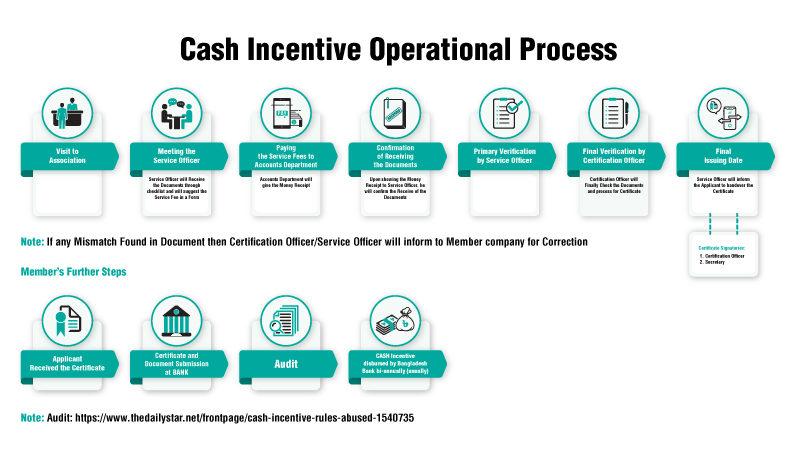 Cash Incentive Operational Process
Visit to
Association
Meeting the
Service Officer
Service Officer will Receive
the Documents through
checklist and will suggest the
Service Fee in a Form
Paying
the Service Fees to
Accounts Department
Accounts Department will
give the Money Receipt
Confirmation
of Receiving
the Documents
Upon showing the Money
Receipt to Service Officer, he
will confirm the Receive of the
Documents
Primary Verification
by Service Officer
Final Verification by
Certification Officer
Certification Officer will
Finally Check the Documents
and process for Certificate
Final
Issuing Date
Service Officer will inform
the Applicant to handover the
Certificate
Certificate Signatories:
1. Certification Officer
2. Secretary
Note: If any Mismatch Found in Document then Certification Officer/Service Officer will inform to Member company for Correction
Member's Further Steps
Applicant
Received the Certificate
Certificate and
Document Submission
at BANK
Audit
CASH Incentive
disbursed by Bangladesh
Bank bi-annually (usually)
Note: Audit: https://www.thedailystar.net/frontpage/cash-incentive-rules-abused-1540735